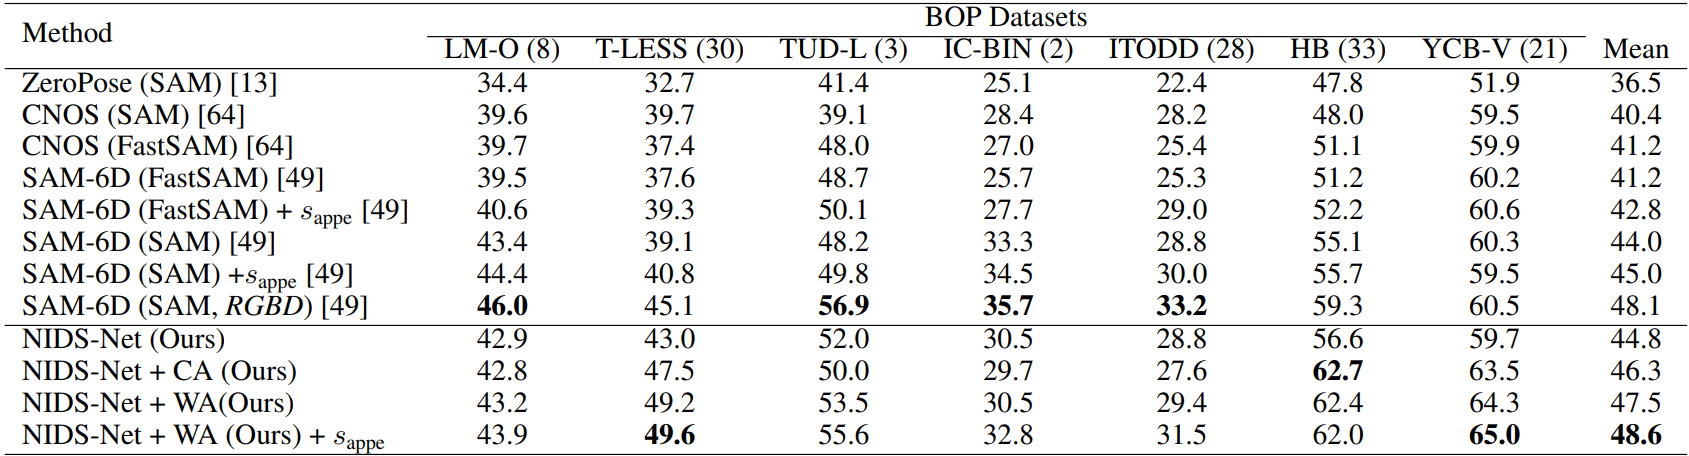 BOP Datasets
Method LM-O (8) T-LESS (30) TUD-L (3) IC-BIN (2) ITODD (28) HB (33) YCB-V (21) Mean
ZeroPose (SAM) [13] 34.4 32.7 41.4 25.1 22.4 47.8 51.9 36.5
CNOS (SAM) [64] 39.6 39.7 39.1 28.4 28.2 48.0 59.5 40.4
CNOS (FastSAM) [64] 39.7 37.4 48.0 27.0 25.4 51.1 59.9 41.2
SAM-6D (FastSAM) [49] 39.5 37.6 48.7 25.7 25.3 51.2 60.2 41.2
SAM-6D (FastSAM) + s_appe [49] 40.6 39.3 50.1 27.7 29.0 52.2 60.6 42.8
SAM-6D (SAM) [49] 43.4 39.1 48.2 33.3 28.8 55.1 60.3 44.0
SAM-6D (SAM) +s_appe [49] 44.4 40.8 49.8 34.5 30.0 55.7 59.5 45.0
SAM-6D (SAM, RGBD) [49] 46.0 45.1 56.9 35.7 33.2 59.3 60.5 48.1
NIDS-Net (Ours) 42.9 43.0 52.0 30.5 28.8 56.6 59.7 44.8
NIDS-Net + CA (Ours) 42.8 47.5 50.0 29.7 27.6 62.7 63.5 46.3
NIDS-Net + WA(Ours) 43.2 49.2 53.5 30.5 29.4 62.4 64.3 47.5
NIDS-Net + WA (Ours) + s_appe 43.9 49.6 55.6 32.8 31.5 62.0 65.0 48.6